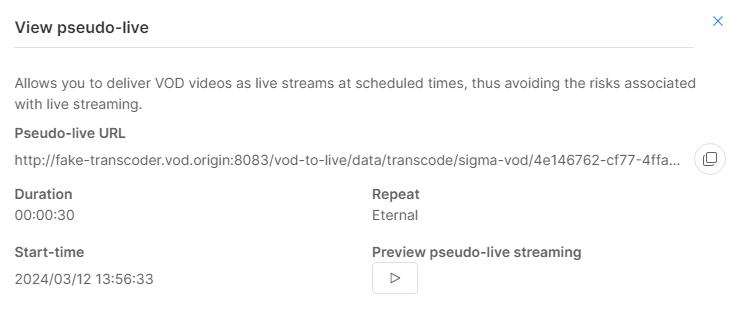 View pseudo-live
Allows you to deliver VOD videos as live streams at scheduled times, thus avoiding the risks associated
with live streaming.
Pseudo-live URL
http://fake-transcoder.vod.origin:8083/vod-to-live/data/transcode/sigma-vod/4e146762-cf77-4ffa...
Duration
Repeat
00:00:30
Eternal
Start-time
Preview pseudo-live streaming
2024/03/12 13:56:33